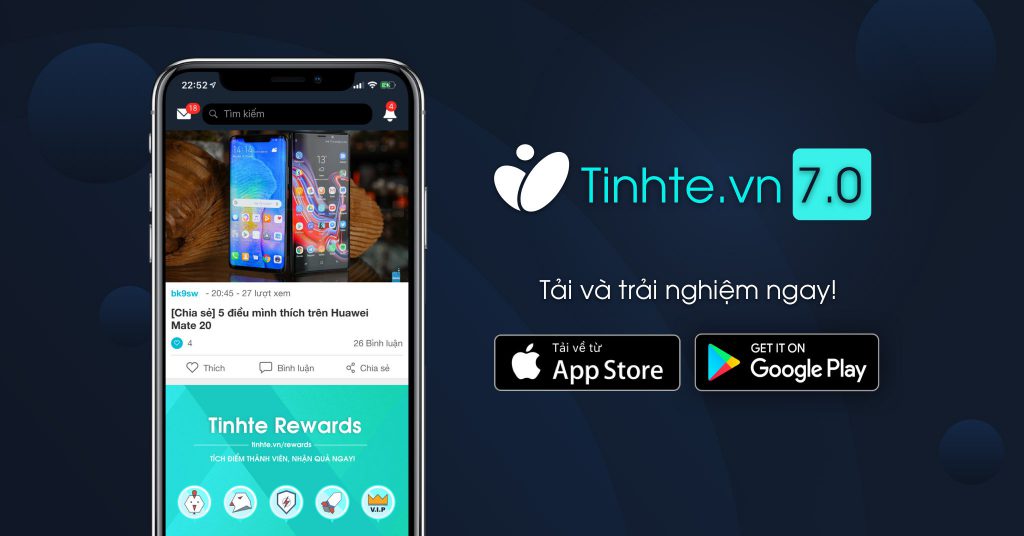 22:52
18
Tìm kiếm
4
bk9sw - 20:45 - 27 lượt xem
[Chia sẻ] 5 điều mình thích trên Huawei
Mate 20
4
26 Bình luận
Thích
Bình luận
Chia sẻ
Tinhte Rewards
tinhte.vn/rewards
TÍCH ĐIỂM THÀNH VIÊN, NHẬN QUÀ NGAY!
V.I.P
Tinhte.vn 7.0
Tải và trải nghiệm ngay!
Tải về từ
App Store
GET IT ON
Google Play